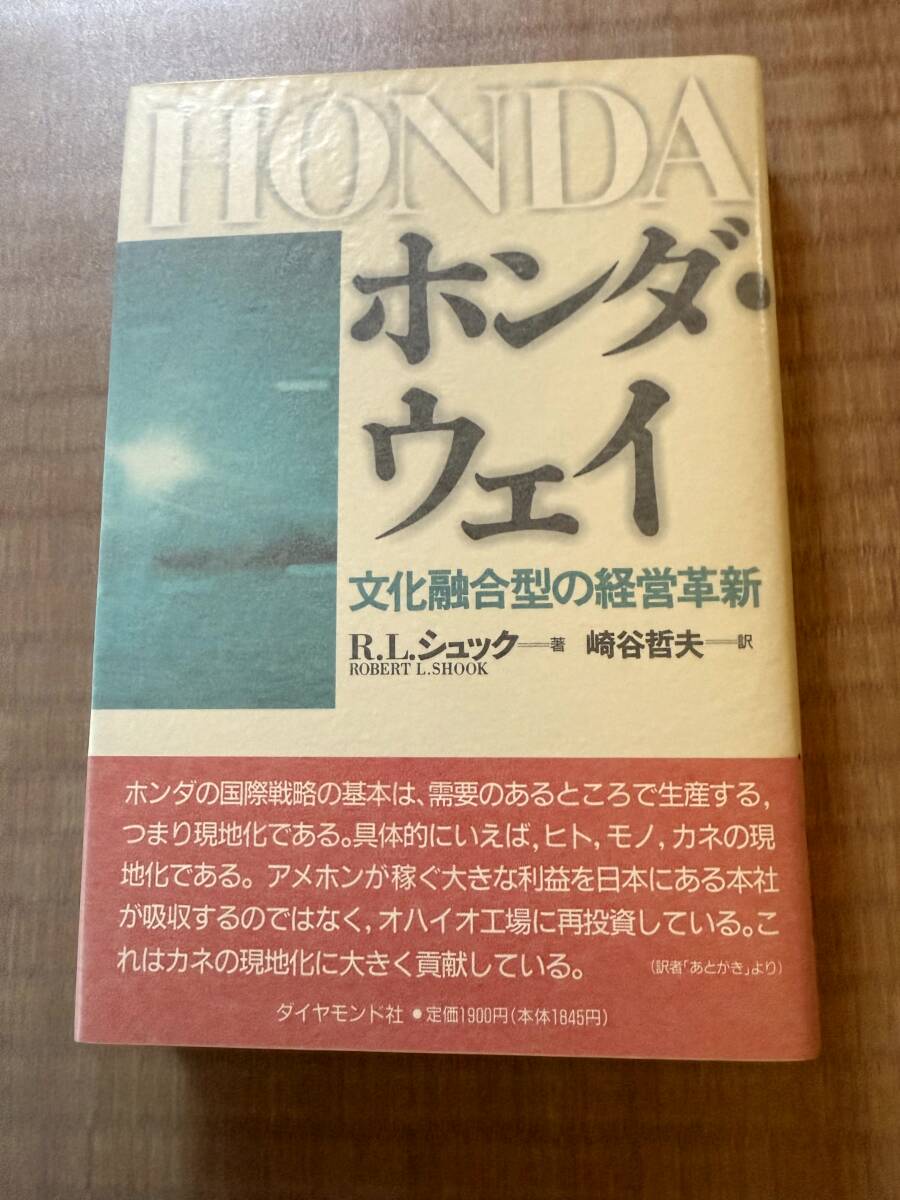 HONDA
ホンダ・
ウェイ
文化融合型の経営革新
R.L.シュック——著 崎谷哲夫——訳
ROBERT L.SHOOK
ホンダの国際戦略の基本は、需要のあるところで生産する,
つまり現地化である。具体的にいえば,ヒト,モノ,カネの現
地化である。アメホンが稼ぐ大きな利益を日本にある本社
が吸収するのではなく,オハイオ工場に再投資している。こ
れはカネの現地化に大きく貢献している。 (訳者「あとがき」より)
ダイヤモンド社 ●定価1900円(本体1845円)